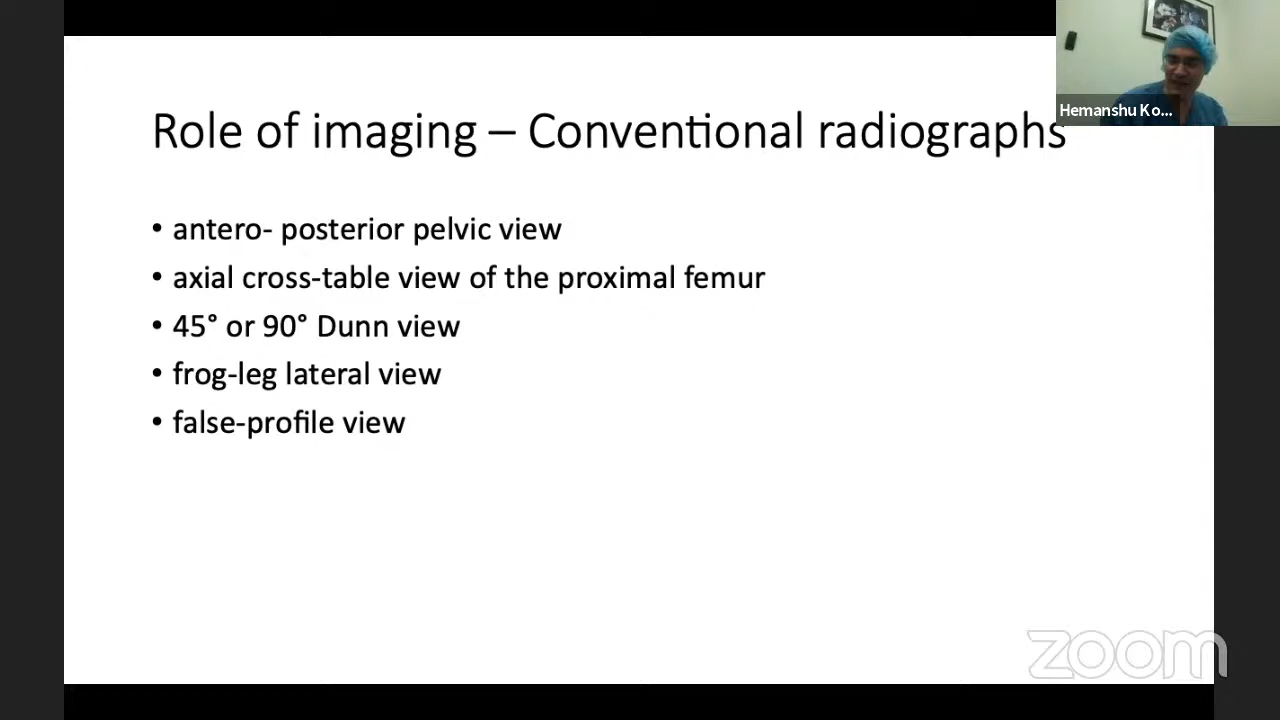 Role of imaging – Conventional radiographs
• antero- posterior pelvic view
• axial cross-table view of the proximal femur
• 45° or 90° Dunn view
• frog-leg lateral view
• false-profile view
Hemanshu Ko...
zoom